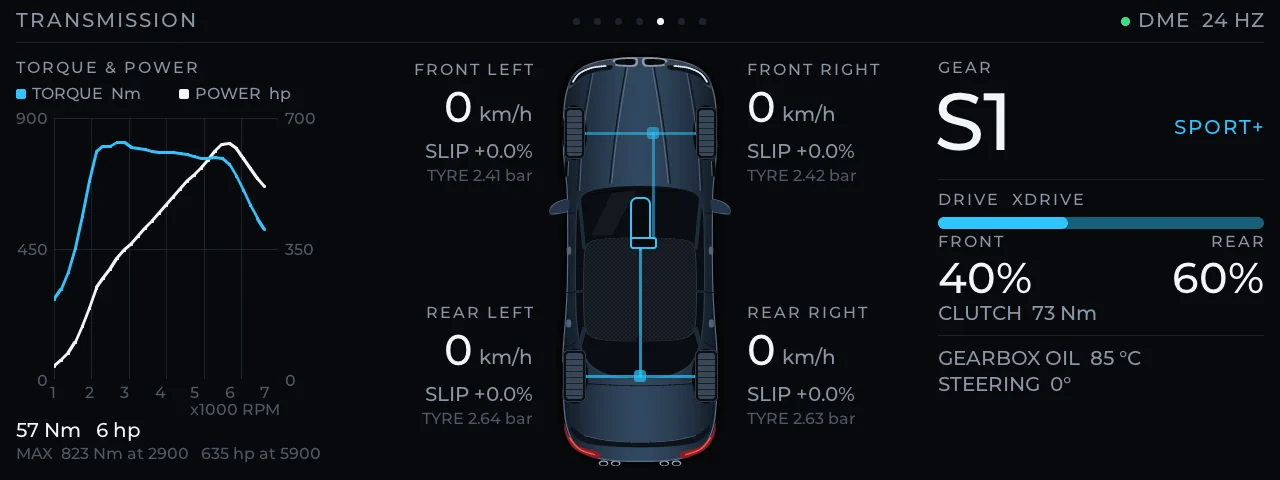 TRANSMISSION
DME 24 HZ
TORQUE & POWER
TORQUE Nm POWER hp
900 700
450 350
0 0
1 2 3 4 5 6 7
x1000 RPM
57 Nm 6 hp
MAX 823 Nm at 2900 635 hp at 5900
FRONT LEFT
0 km/h
SLIP +0.0%
TYRE 2.41 bar
FRONT RIGHT
0 km/h
SLIP +0.0%
TYRE 2.42 bar
REAR LEFT
0 km/h
SLIP +0.0%
TYRE 2.64 bar
REAR RIGHT
0 km/h
SLIP +0.0%
TYRE 2.63 bar
GEAR
S1
SPORT+
DRIVE XDRIVE
FRONT REAR
40% 60%
CLUTCH 73 Nm
GEARBOX OIL 85 °C
STEERING 0°